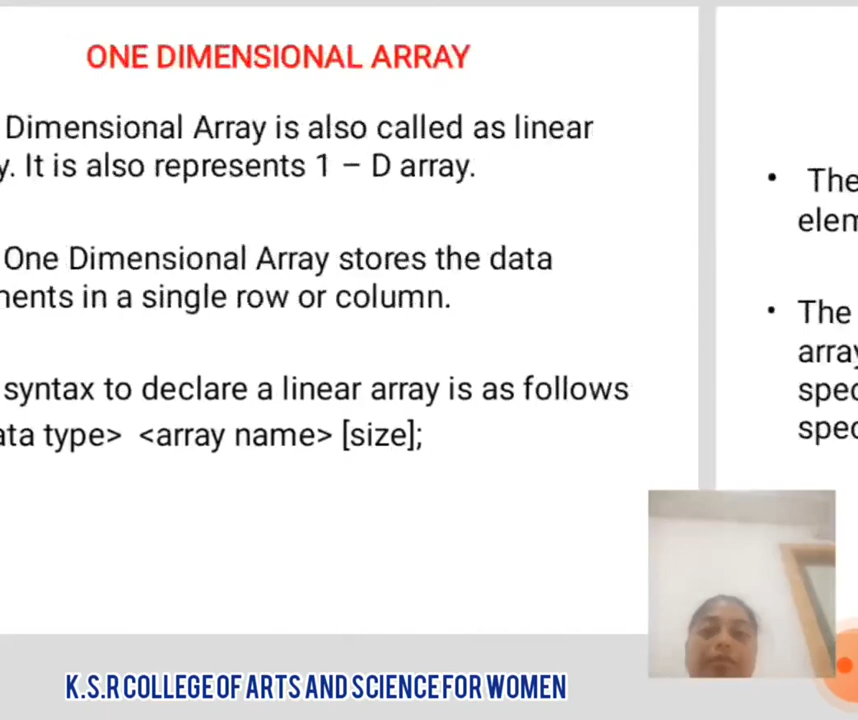 ONE DIMENSIONAL ARRAY
Dimensional Array is also called as linear
y. It is also represents 1 – D array.
One Dimensional Array stores the data
nents in a single row or column.
syntax to declare a linear array is as follows
ata type> <array name> [size];
The
elem
The
array
spec
spec
K.S.R COLLEGE OF ARTS AND SCIENCE FOR WOMEN